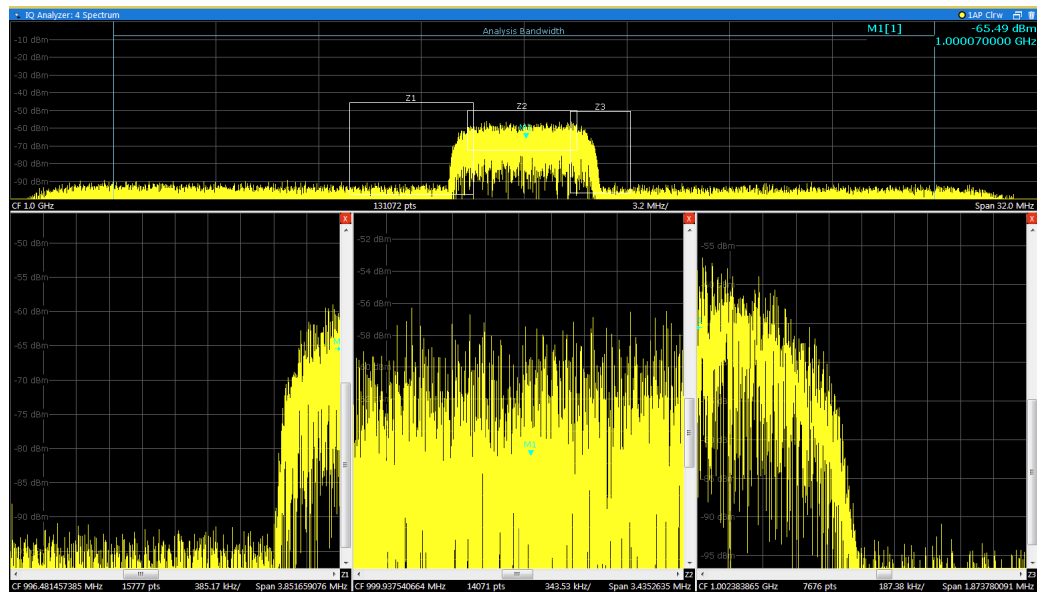 IQ Analyzer: 4 Spectrum
1AP Clrw
Analysis Bandwidth
M1[1] -65.49 dBm
1.000070000 GHz
-10 dBm
-20 dBm
-30 dBm
-40 dBm
-50 dBm
-60 dBm
-70 dBm
-80 dBm
-90 dBm
Z1
Z2
Z3
CF 1.0 GHz 131072 pts 3.2 MHz/ Span 32.0 MHz
X
-50 dBm
-55 dBm
-60 dBm
-65 dBm
-70 dBm
-75 dBm
-80 dBm
-85 dBm
-90 dBm
Z1
CF 996.481457385 MHz 15777 pts 385.17 kHz/ Span 3.851659076 MHz
X
-52 dBm
-54 dBm
-56 dBm
-58 dBm
M1
Z2
CF 999.937540664 MHz 14071 pts 343.53 kHz/ Span 3.4352635 MHz
X
-55 dBm
-90 dBm
-95 dBm
Z3
CF 1.002383865 GHz 7676 pts 187.38 kHz/ Span 1.873780091 MHz